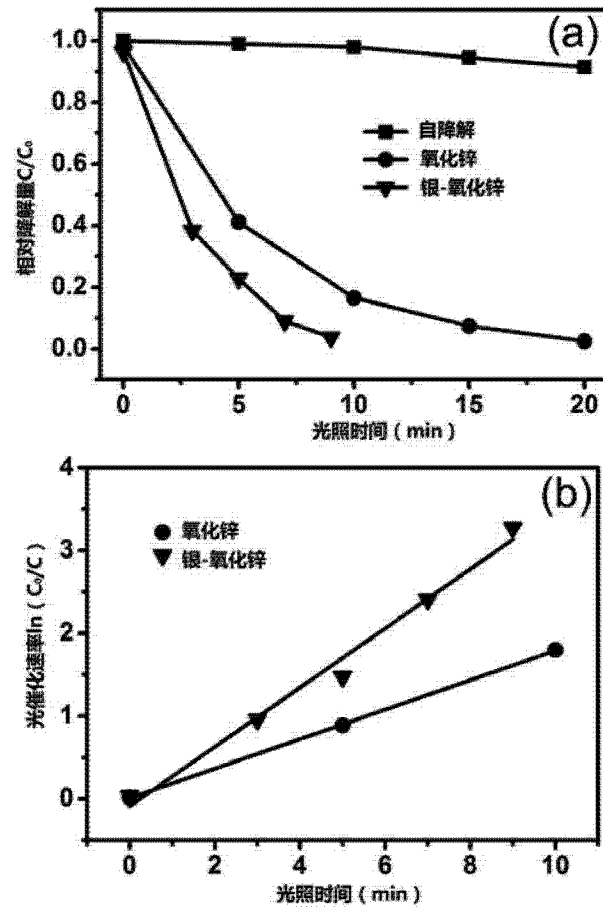 (a)
1.0
0.8
0.6
0.4
0.2
0.0
相对降解量C/C₀
自降解
氧化锌
银-氧化锌
0 5 10 15 20
光照时间（min）
(b)
4
3
2
1
0
光催化速率ln（C₀/C）
氧化锌
银-氧化锌
0 2 4 6 8 10
光照时间（min）